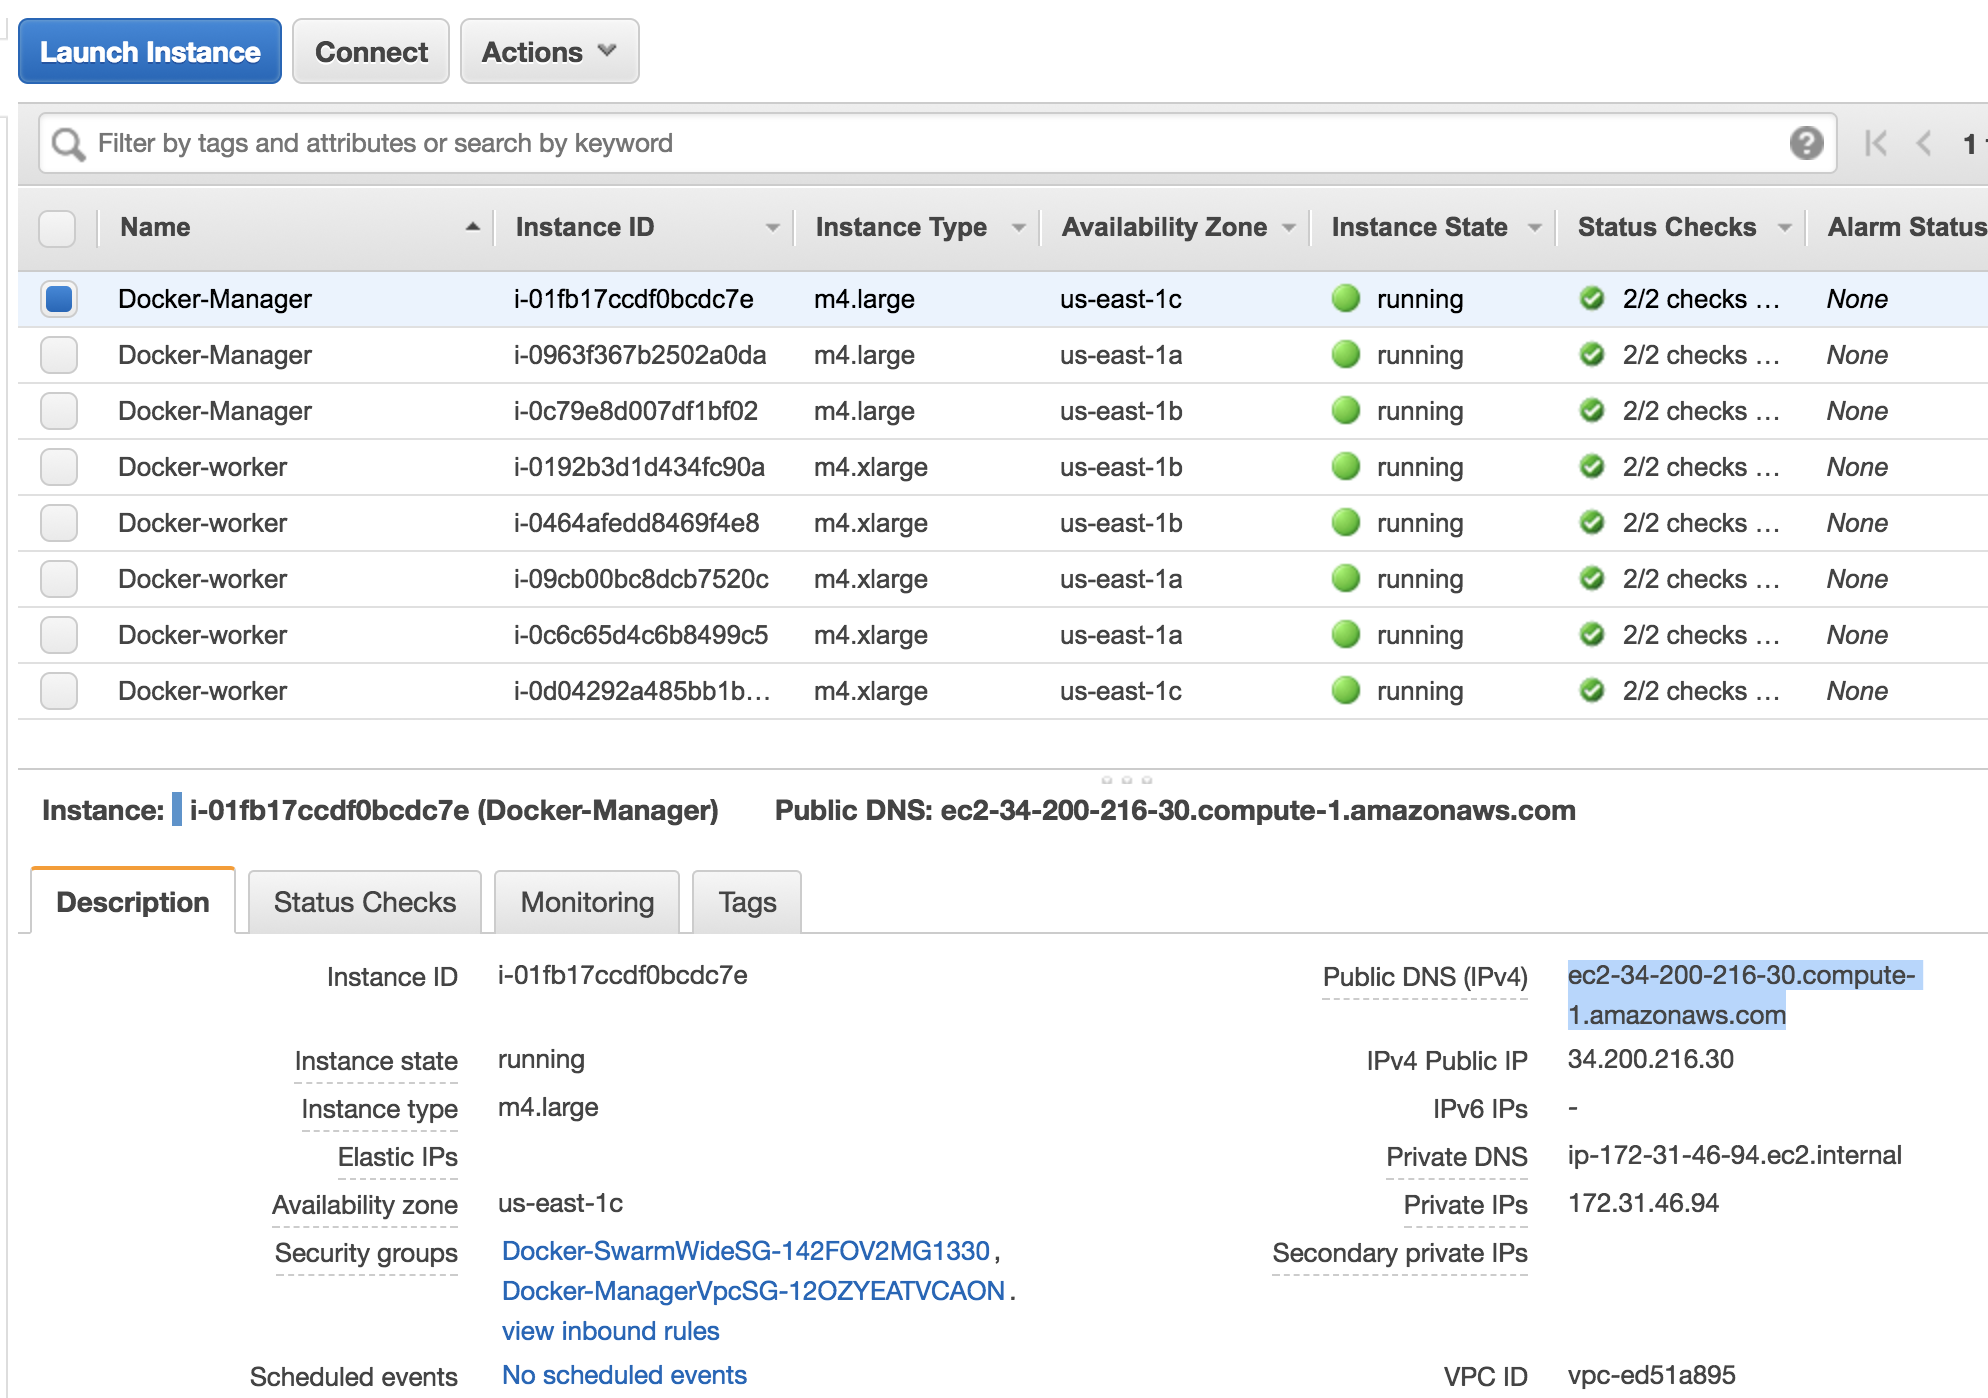 Launch Instance Connect Actions
Filter by tags and attributes or search by keyword ? 1
Name Instance ID Instance Type Availability Zone Instance State Status Checks Alarm Status
Docker-Manager i-01fb17ccdf0bcdc7e m4.large us-east-1c running 2/2 checks … None
Docker-Manager i-0963f367b2502a0da m4.large us-east-1a running 2/2 checks … None
Docker-Manager i-0c79e8d007df1bf02 m4.large us-east-1b running 2/2 checks … None
Docker-worker i-0192b3d1d434fc90a m4.xlarge us-east-1b running 2/2 checks … None
Docker-worker i-0464afedd8469f4e8 m4.xlarge us-east-1b running 2/2 checks … None
Docker-worker i-09cb00bc8dcb7520c m4.xlarge us-east-1a running 2/2 checks … None
Docker-worker i-0c6c65d4c6b8499c5 m4.xlarge us-east-1a running 2/2 checks … None
Docker-worker i-0d04292a485bb1b… m4.xlarge us-east-1c running 2/2 checks … None
Instance: i-01fb17ccdf0bcdc7e (Docker-Manager) Public DNS: ec2-34-200-216-30.compute-1.amazonaws.com
Description Status Checks Monitoring Tags
Instance ID i-01fb17ccdf0bcdc7e Public DNS (IPv4) ec2-34-200-216-30.compute-
1.amazonaws.com
Instance state running IPv4 Public IP 34.200.216.30
Instance type m4.large IPv6 IPs -
Elastic IPs Private DNS ip-172-31-46-94.ec2.internal
Availability zone us-east-1c Private IPs 172.31.46.94
Security groups Docker-SwarmWideSG-142FOV2MG1330, Secondary private IPs
Docker-ManagerVpcSG-12OZYEATVCAON.
view inbound rules
Scheduled events No scheduled events VPC ID vpc-ed51a895